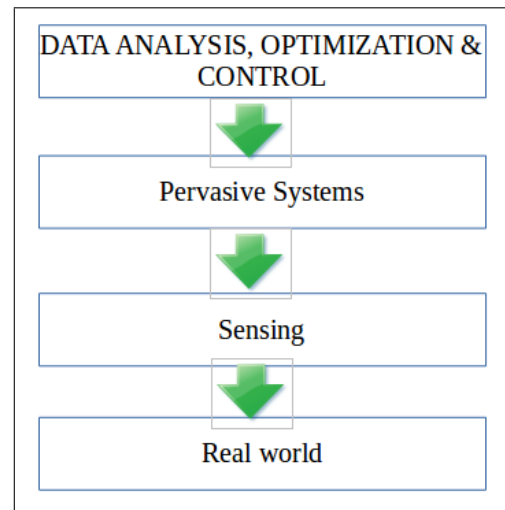 DATA ANALYSIS, OPTIMIZATION &
CONTROL
Pervasive Systems
Sensing
Real world